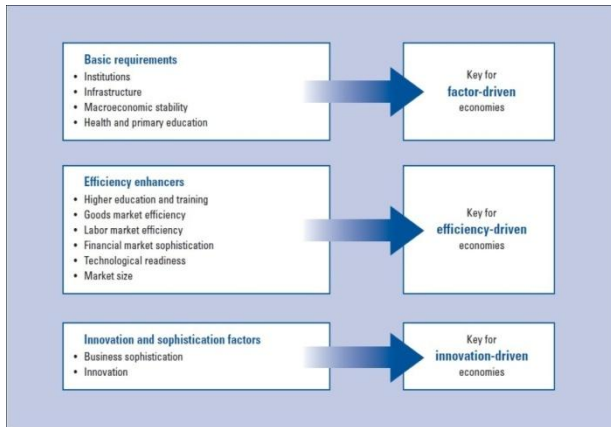 Basic requirements
• Institutions
• Infrastructure
• Macroeconomic stability
• Health and primary education
Key for
factor-driven
economies
Efficiency enhancers
• Higher education and training
• Goods market efficiency
• Labor market efficiency
• Financial market sophistication
• Technological readiness
• Market size
Key for
efficiency-driven
economies
Innovation and sophistication factors
• Business sophistication
• Innovation
Key for
innovation-driven
economies